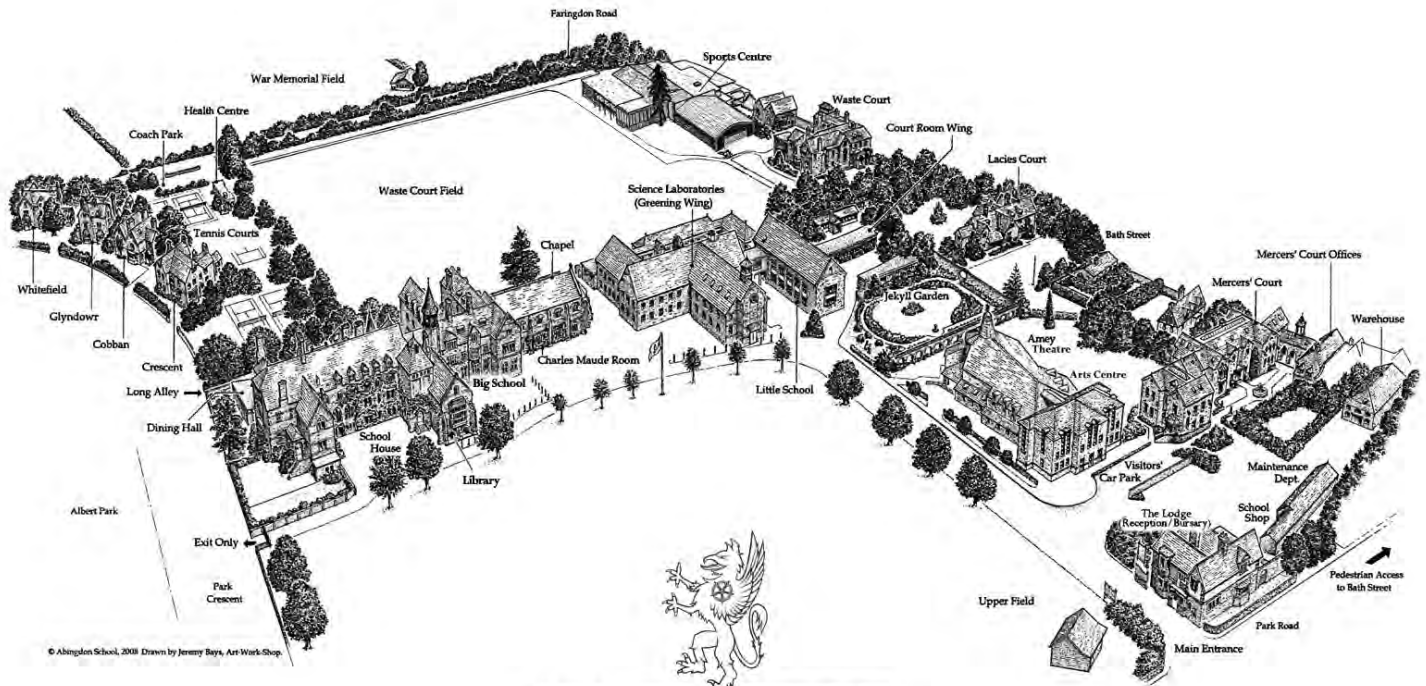 Faringdon Road
Sports Centre
War Memorial Field
Waste Court
Health Centre
Court Room Wing
Coach Park
Lacies Court
Waste Court Field
Science Laboratories
(Greening Wing)
Tennis Courts
Bath Street
Chapel
Mercers' Court Offices
Whitefield
Mercers' Court
Jekyll Garden
Glyndowr
Warehouse
Arney
Theatre
Cobban
Charles Maude Room
Arts Centre
Crescent
Big School
Little School
Long Alley
Dining Hall
School
House
Library
Visitors'
Car Park
Maintenance
Dept.
Albert Park
The Lodge
(Reception/Bursary)
School
Shop
Exit Only
Pedestrian Access
to Bath Street
Park
Crescent
Upper Field
Park Road
Main Entrance
© Abingdon School, 2008 Drawn by Jeremy Bays, Art-Work-Shop.